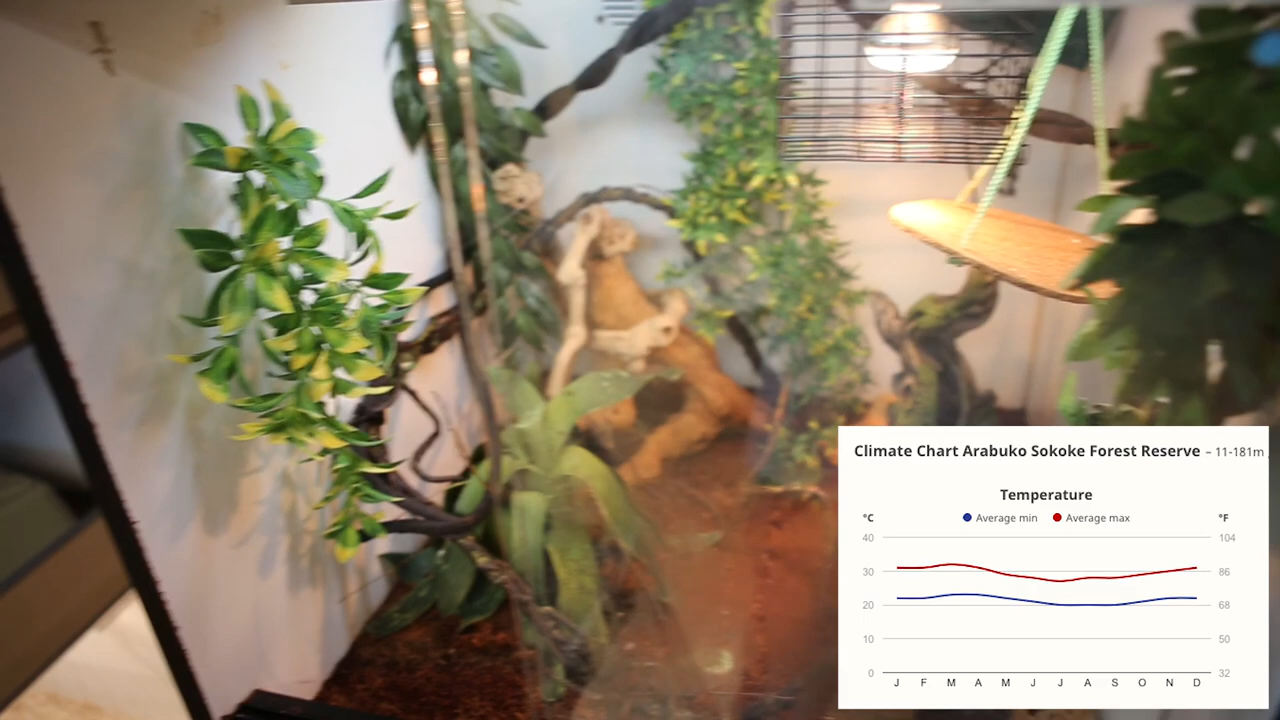 Climate Chart Arabuko Sokoke Forest Reserve – 11-181m
Temperature
°C
Average min
Average max
°F
40
104
30
86
20
68
10
50
0
32
J F M A M J J A S O N D